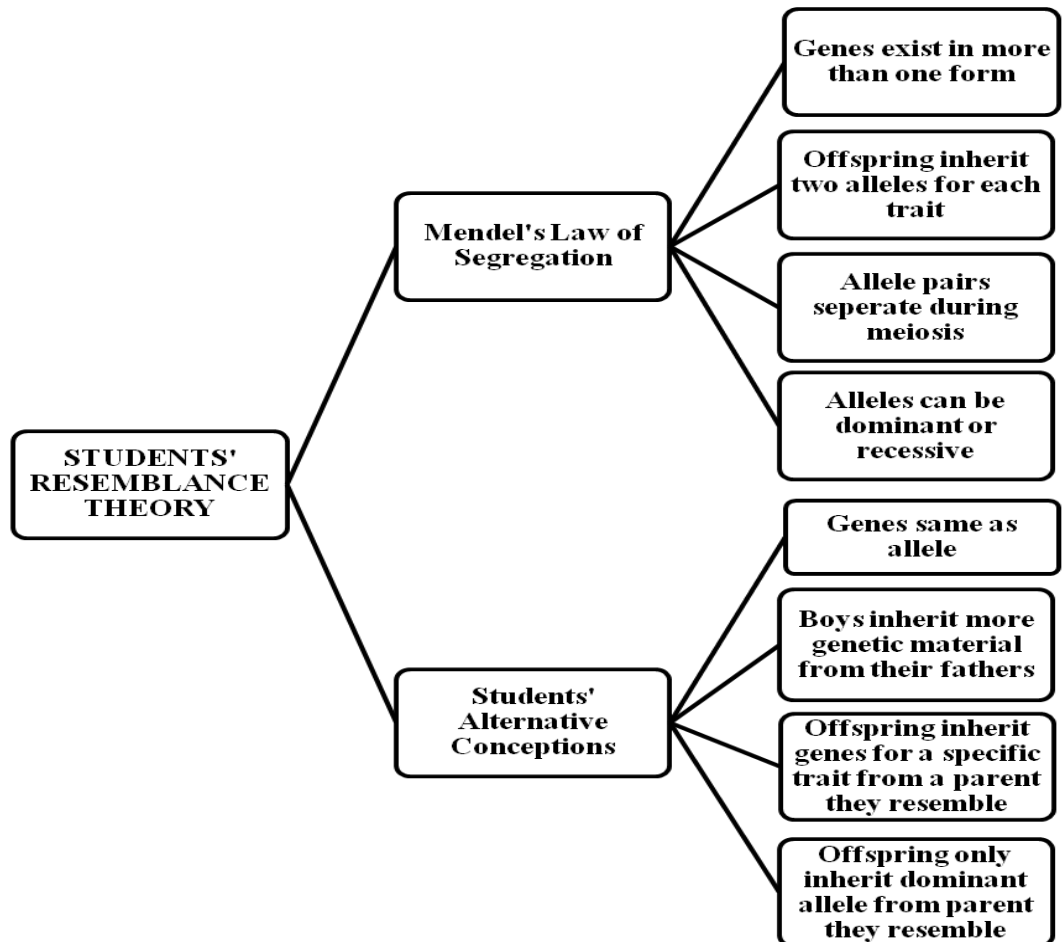 Genes exist in more
than one form
Offspring inherit
two alleles for each
trait
Mendel's Law of
Segregation
Allele pairs
seperate during
meiosis
Alleles can be
dominant or
recessive
STUDENTS'
RESEMBLANCE
THEORY
Genes same as
allele
Boys inherit more
genetic material
from their fathers
Students'
Alternative
Conceptions
Offspring inherit
genes for a specific
trait from a parent
they resemble
Offspring only
inherit dominant
allele from parent
they resemble